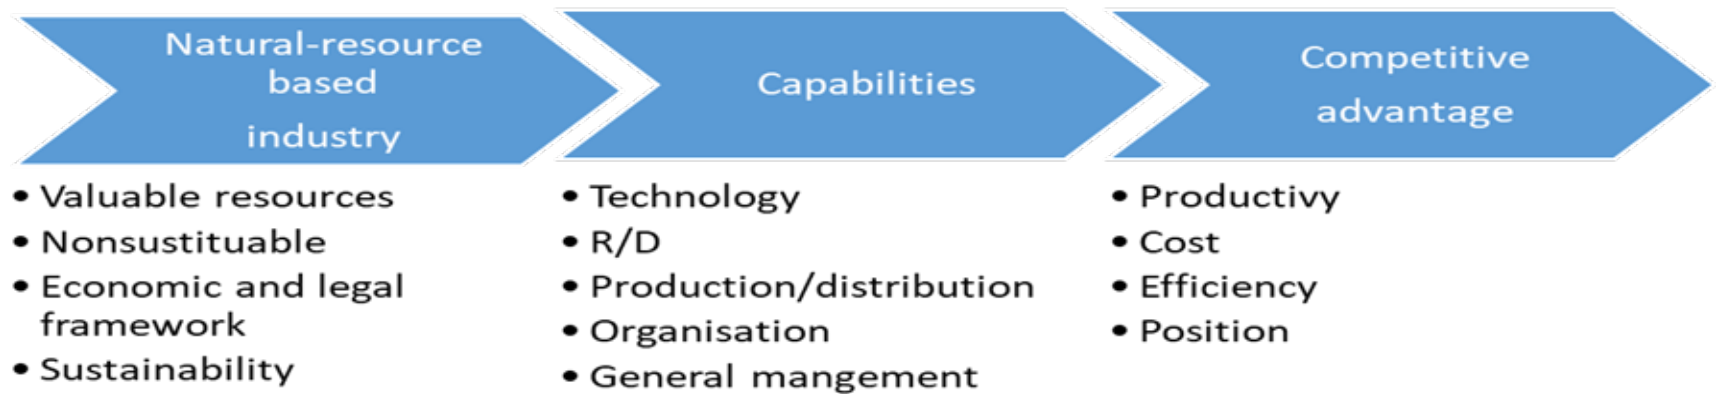 Natural-resource
based
industry
• Valuable resources
• Nonsustituable
• Economic and legal
framework
• Sustainability
Capabilities
• Technology
• R/D
• Production/distribution
• Organisation
• General mangement
Competitive
advantage
• Productivy
• Cost
• Efficiency
• Position